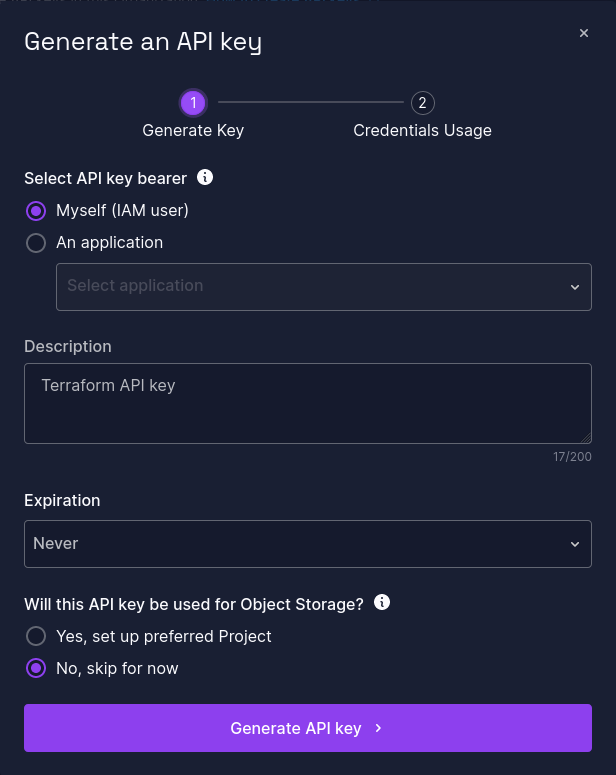 Generate an API key
×
1
2
Generate Key
Credentials Usage
Select API key bearer
Myself (IAM user)
An application
Select application
Description
Terraform API key
17/200
Expiration
Never
Will this API key be used for Object Storage?
Yes, set up preferred Project
No, skip for now
Generate API key